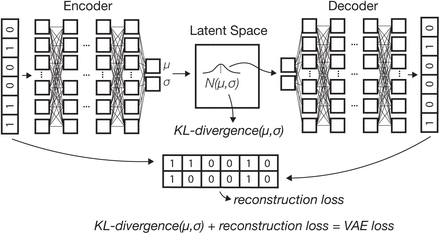 Encoder
Decoder
Latent Space
1 1 0 0 1 0
...
...
...
μ
σ
N(μ,σ)
...
...
...
1 0 0 0 1 0
KL-divergence(μ,σ)
1 1 0 0 1 0
1 0 0 0 1 0
reconstruction loss
KL-divergence(μ,σ) + reconstruction loss = VAE loss